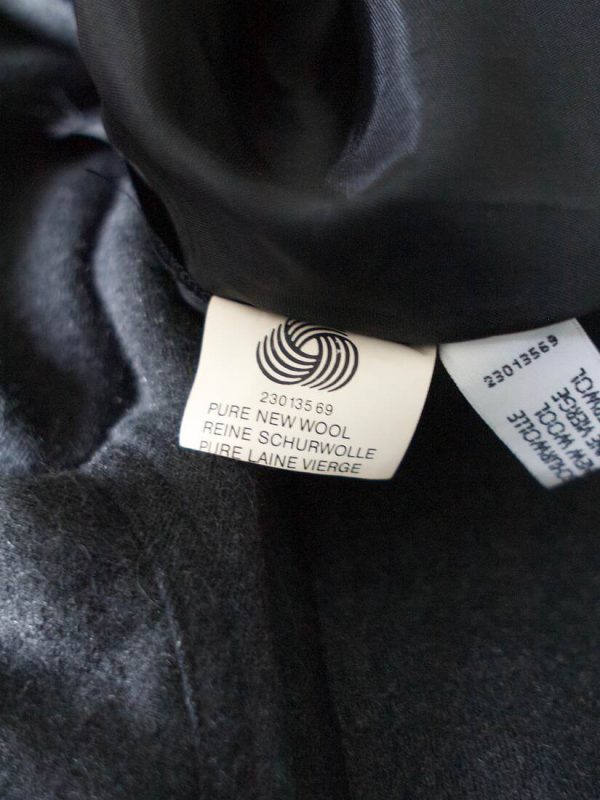 230135 69
PURE NEW WOOL
REINE SCHURWOLLE
PURE LAINE VIERGE
23013569